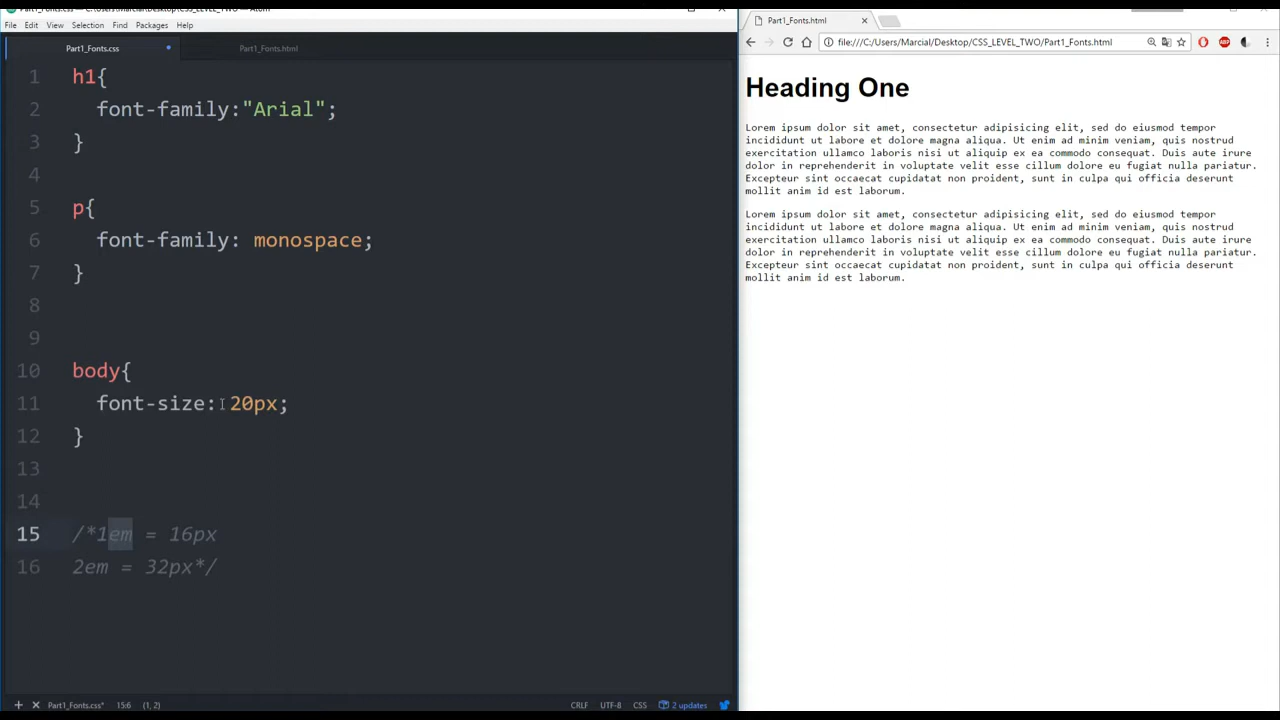 File Edit View Selection Find Packages Help
Part1_Fonts.css
Part1_Fonts.html
1 h1{
2 font-family:"Arial";
3 }
4
5 p{
6 font-family: monospace;
7 }
8
9
10 body{
11 font-size: 20px;
12 }
13
14
15 /*1em = 16px
16 2em = 32px*/
Part1_Fonts.css* 15:6 (1, 2)
CRLF UTF-8 CSS 2 updates
Part1_Fonts.html
file:///C:/Users/Marcial/Desktop/CSS_LEVEL_TWO/Part1_Fonts.html
ABP
Heading One
Lorem ipsum dolor sit amet, consectetur adipisicing elit, sed do eiusmod tempor
incididunt ut labore et dolore magna aliqua. Ut enim ad minim veniam, quis nostrud
exercitation ullamco laboris nisi ut aliquip ex ea commodo consequat. Duis aute irure
dolor in reprehenderit in voluptate velit esse cillum dolore eu fugiat nulla pariatur.
Excepteur sint occaecat cupidatat non proident, sunt in culpa qui officia deserunt
mollit anim id est laborum.
Lorem ipsum dolor sit amet, consectetur adipisicing elit, sed do eiusmod tempor
incididunt ut labore et dolore magna aliqua. Ut enim ad minim veniam, quis nostrud
exercitation ullamco laboris nisi ut aliquip ex ea commodo consequat. Duis aute irure
dolor in reprehenderit in voluptate velit esse cillum dolore eu fugiat nulla pariatur.
Excepteur sint occaecat cupidatat non proident, sunt in culpa qui officia deserunt
mollit anim id est laborum.